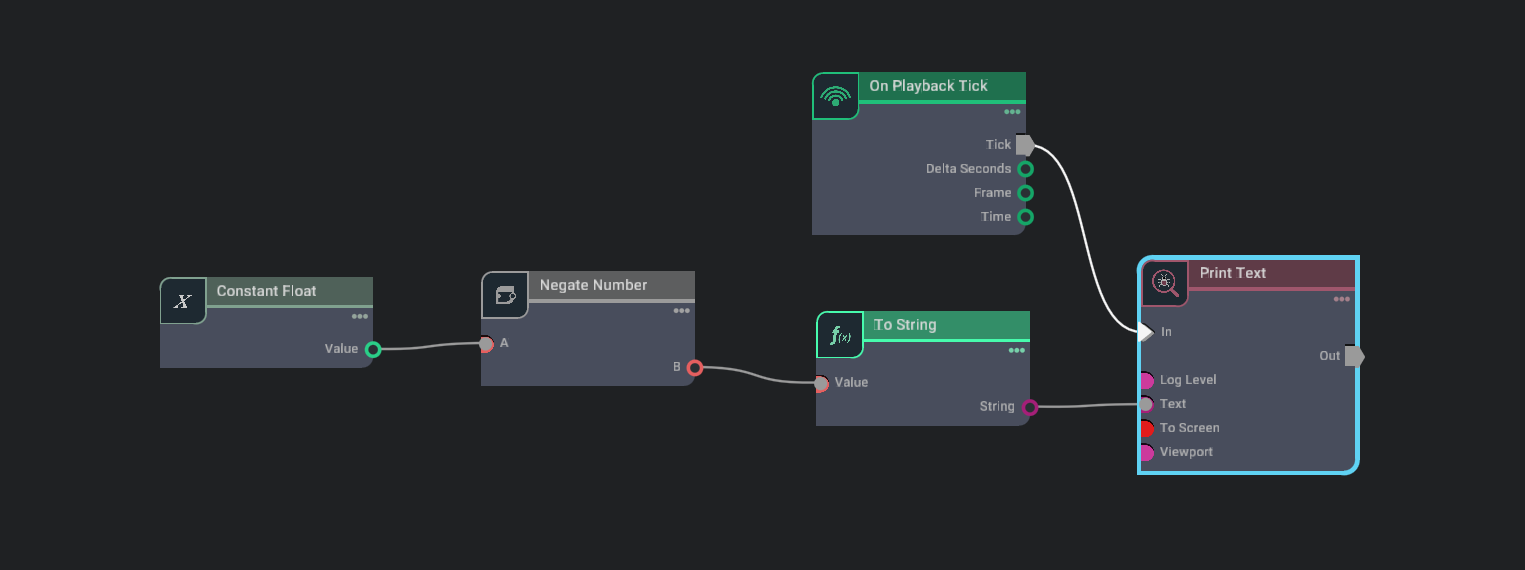 On Playback Tick
Tick
Delta Seconds
Frame
Time
Constant Float
X
Value
Negate Number
A
B
To String
f(x)
Value
String
Print Text
In
Out
Log Level
Text
To Screen
Viewport